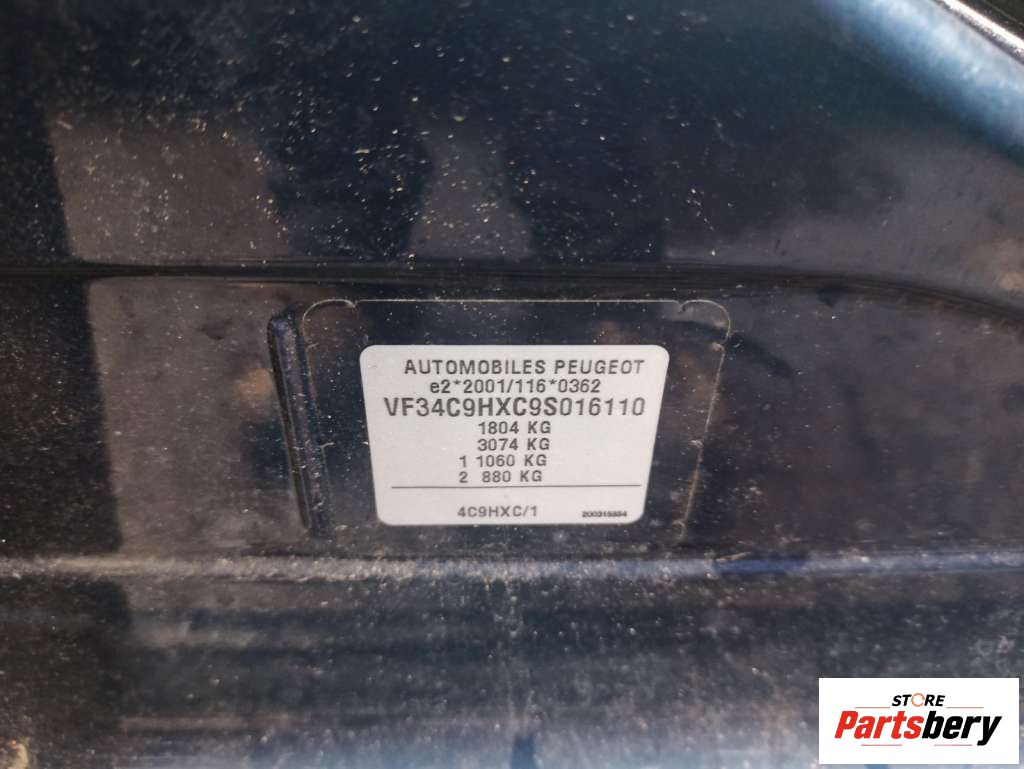 AUTOMOBILES PEUGEOT
e2*2001/116*0362
VF34C9HXC9S016110
1804 KG
3074 KG
1 1060 KG
2 880 KG
4C9HXC/1
STORE
Partsbery